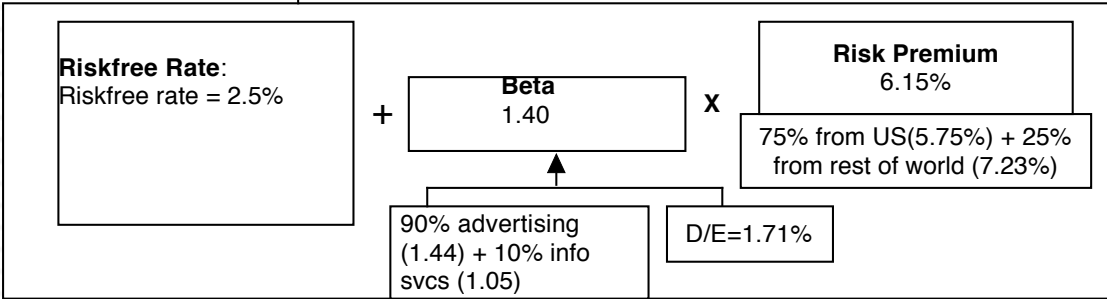 Riskfree Rate:
Riskfree rate = 2.5%
+
Beta
1.40
X
Risk Premium
6.15%
75% from US(5.75%) + 25%
from rest of world (7.23%)
90% advertising
(1.44) + 10% info
svcs (1.05)
D/E=1.71%